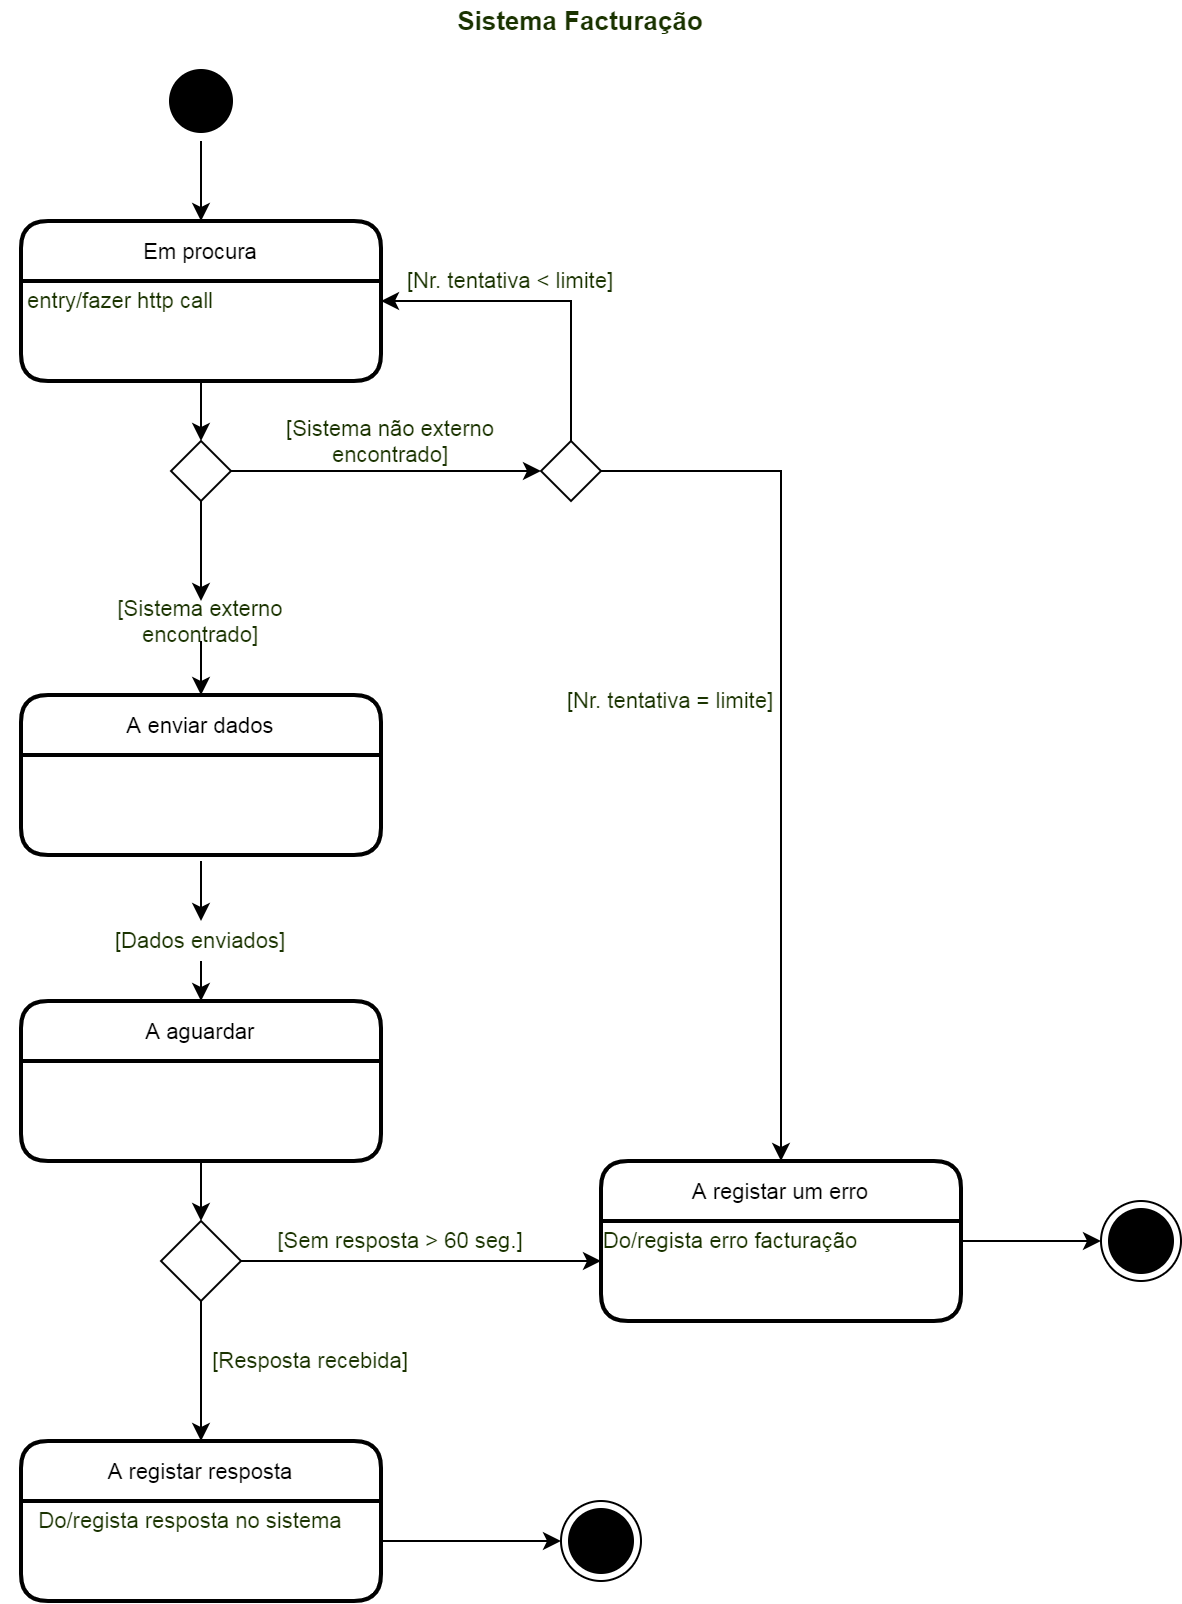 Sistema Facturação
Em procura
entry/fazer http call
[Nr. tentativa < limite]
[Sistema não externo
encontrado]
[Sistema externo
encontrado]
[Nr. tentativa = limite]
A enviar dados
[Dados enviados]
A aguardar
A registar um erro
Do/regista erro facturação
[Sem resposta > 60 seg.]
[Resposta recebida]
A registar resposta
Do/regista resposta no sistema